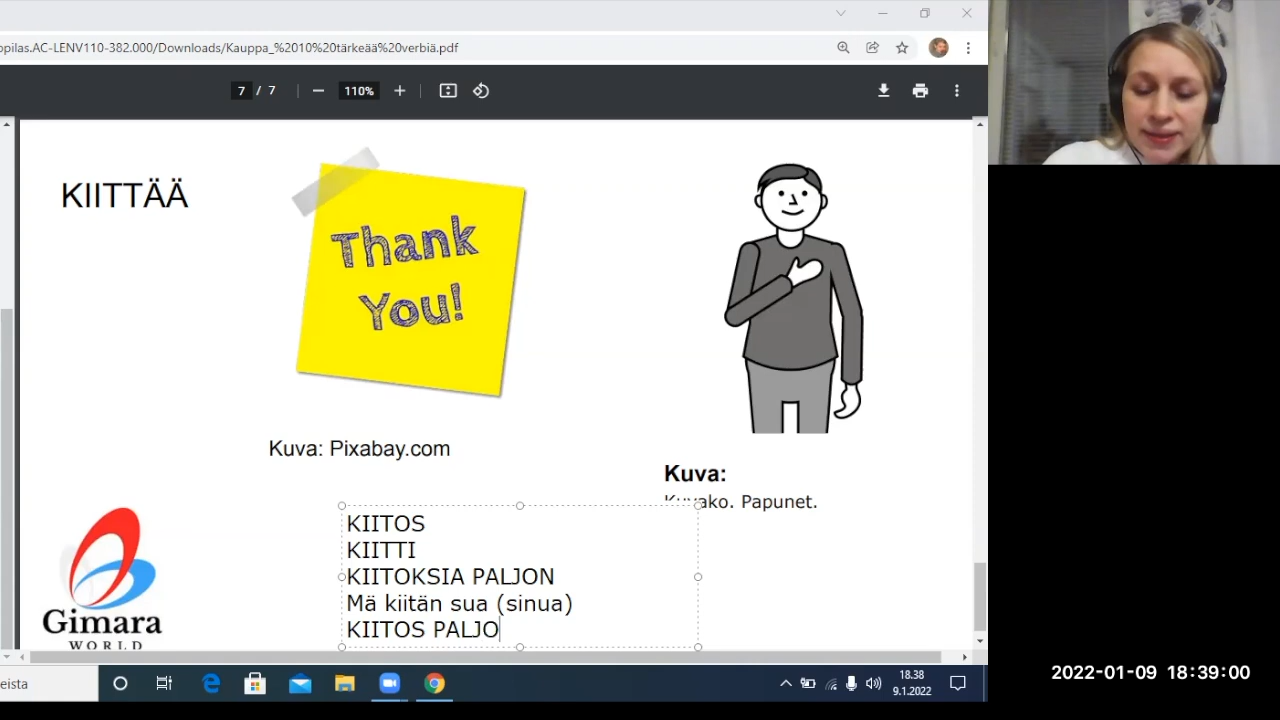 opilas.AC-LENV110-382.000/Downloads/Kauppa_%2010%20tärkeää%20verbiä.pdf
7 / 7
110%
KIITTÄÄ
Thank
You!
Kuva: Pixabay.com
Kuva:
Kuvako. Papunet.
KIITOS
KIITTI
KIITOKSIA PALJON
Mä kiitän sua (sinua)
KIITOS PALJO
Gimara
WORLD
eista
18.38
9.1.2022
2022-01-09 18:39:00